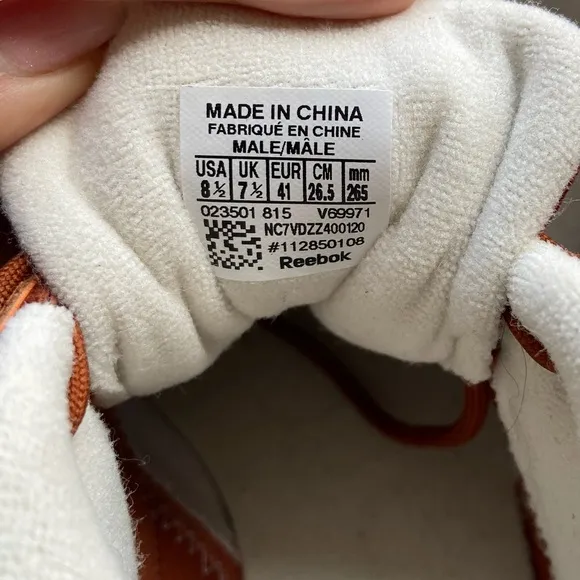 MADE IN CHINA
FABRIQUÉ EN CHINE
MALE/MÂLE
USA UK EUR CM mm
8 ½ 7 ½ 41 26.5 265
023501 815 V69971
NC7VDZZ400120
#112850108
Reebok